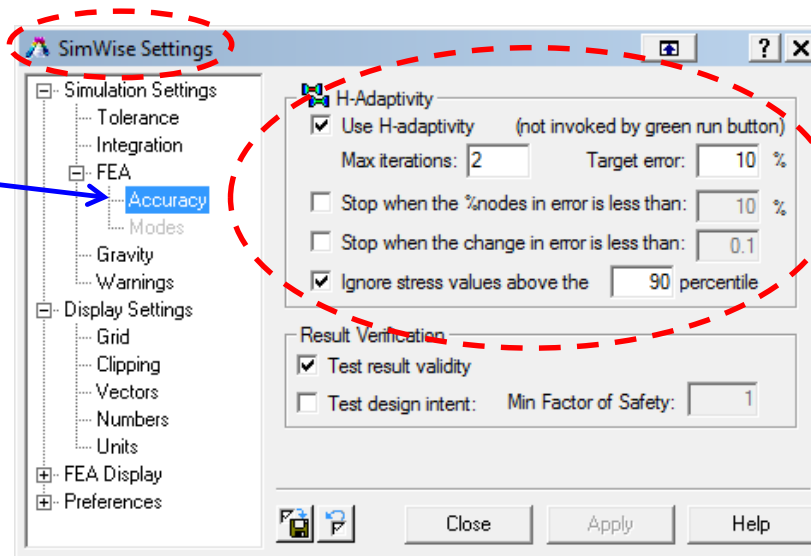 SimWise Settings
Simulation Settings
Tolerance
Integration
FEA
Accuracy
Modes
Gravity
Warnings
Display Settings
Grid
Clipping
Vectors
Numbers
Units
FEA Display
Preferences
H-Adaptivity
Use H-adaptivity (not invoked by green run button)
Max iterations: 2 Target error: 10 %
Stop when the %nodes in error is less than: 10 %
Stop when the change in error is less than: 0.1
Ignore stress values above the 90 percentile
Result Verification
Test result validity
Test design intent: Min Factor of Safety: 1
Close Apply Help